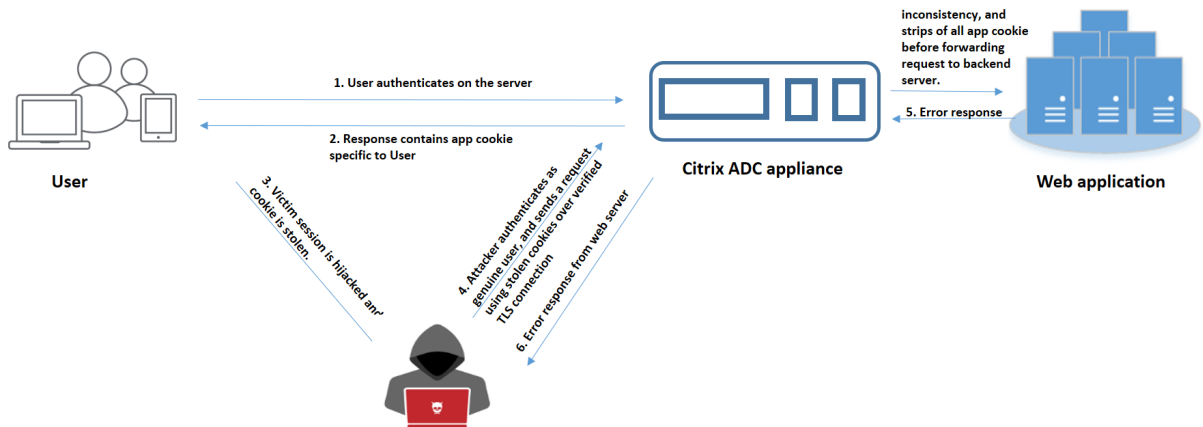 inconsistency, and
strips of all app cookie
before forwarding
request to backend
server.
1. User authenticates on the server
5. Error response
2. Response contains app cookie
specific to User
User
Citrix ADC appliance
Web application
3. Victim session is hijacked and
cookie is stolen.
4. Attacker authenticates as
genuine user, and sends a request
using stolen cookies over verified
TLS connection
6. Error response from web server